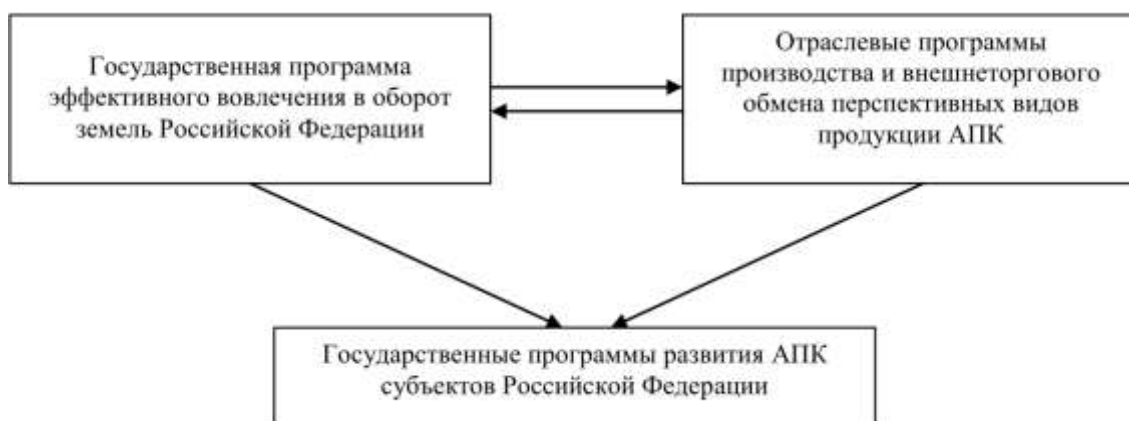 Государственная программа
эффективного вовлечения в оборот
земель Российской Федерации
Отраслевые программы
производства и внешнеторгового
обмена перспективных видов
продукции АПК
Государственные программы развития АПК
субъектов Российской Федерации